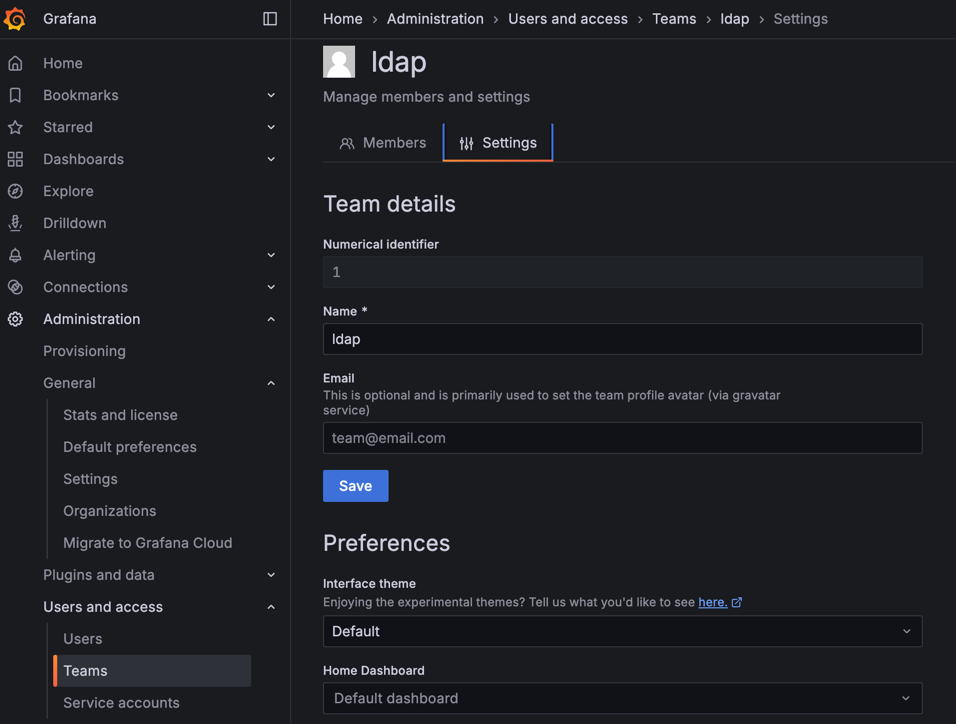 Grafana
Home › Administration › Users and access › Teams › ldap › Settings
Home
Bookmarks
Starred
Dashboards
Explore
Drilldown
Alerting
Connections
Administration
Provisioning
General
Stats and license
Default preferences
Settings
Organizations
Migrate to Grafana Cloud
Plugins and data
Users and access
Users
Teams
Service accounts
ldap
Manage members and settings
Members
Settings
Team details
Numerical identifier
1
Name *
ldap
Email
This is optional and is primarily used to set the team profile avatar (via gravatar
service)
team@email.com
Save
Preferences
Interface theme
Enjoying the experimental themes? Tell us what you'd like to see here.
Default
Home Dashboard
Default dashboard